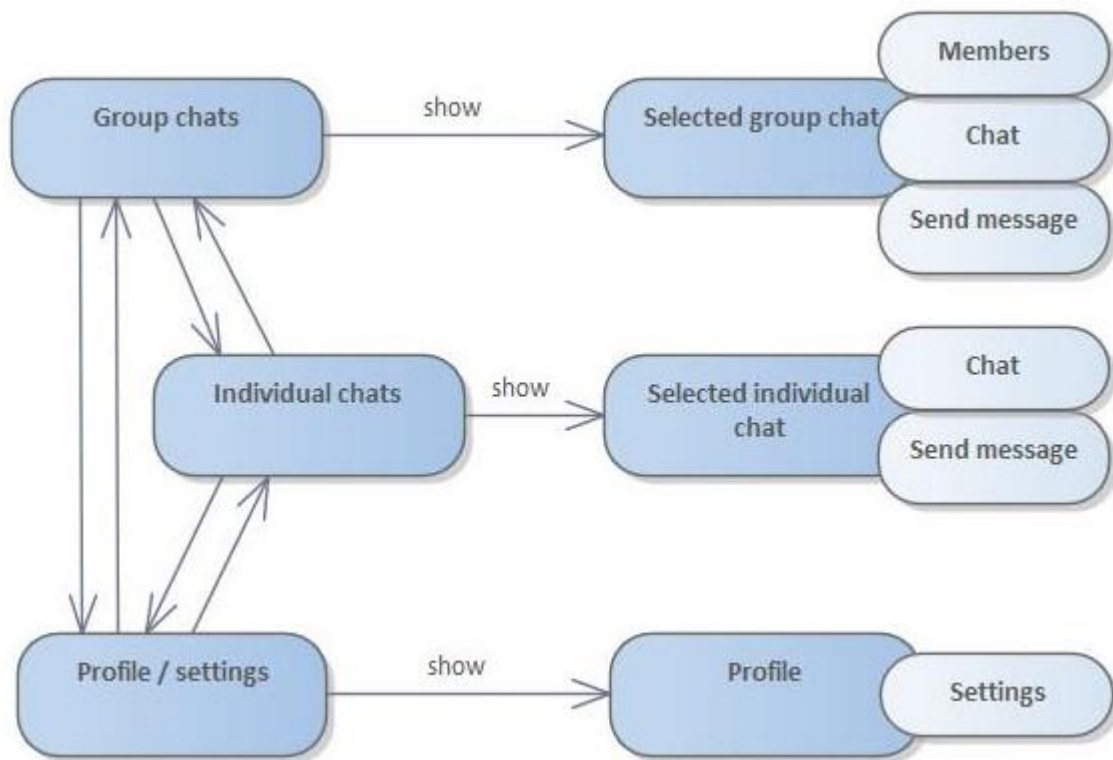 Members
Group chats
show
Selected group chat
Chat
Send message
Chat
Individual chats
show
Selected individual
chat
Send message
Profile / settings
show
Profile
Settings